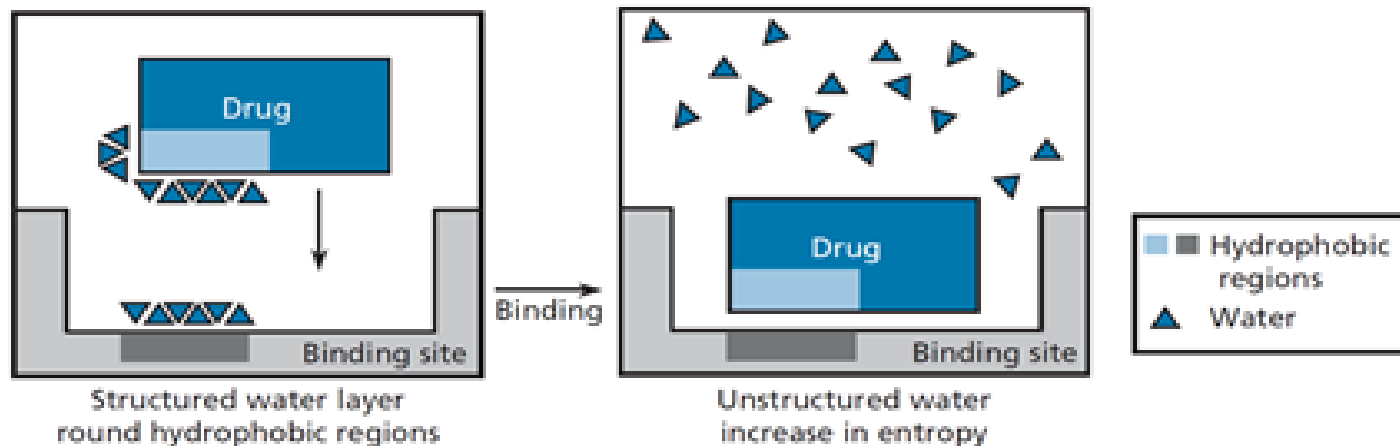 Drug
Binding site
Structured water layer
round hydrophobic regions
Binding
Drug
Binding site
Unstructured water
increase in entropy
Hydrophobic
regions
Water